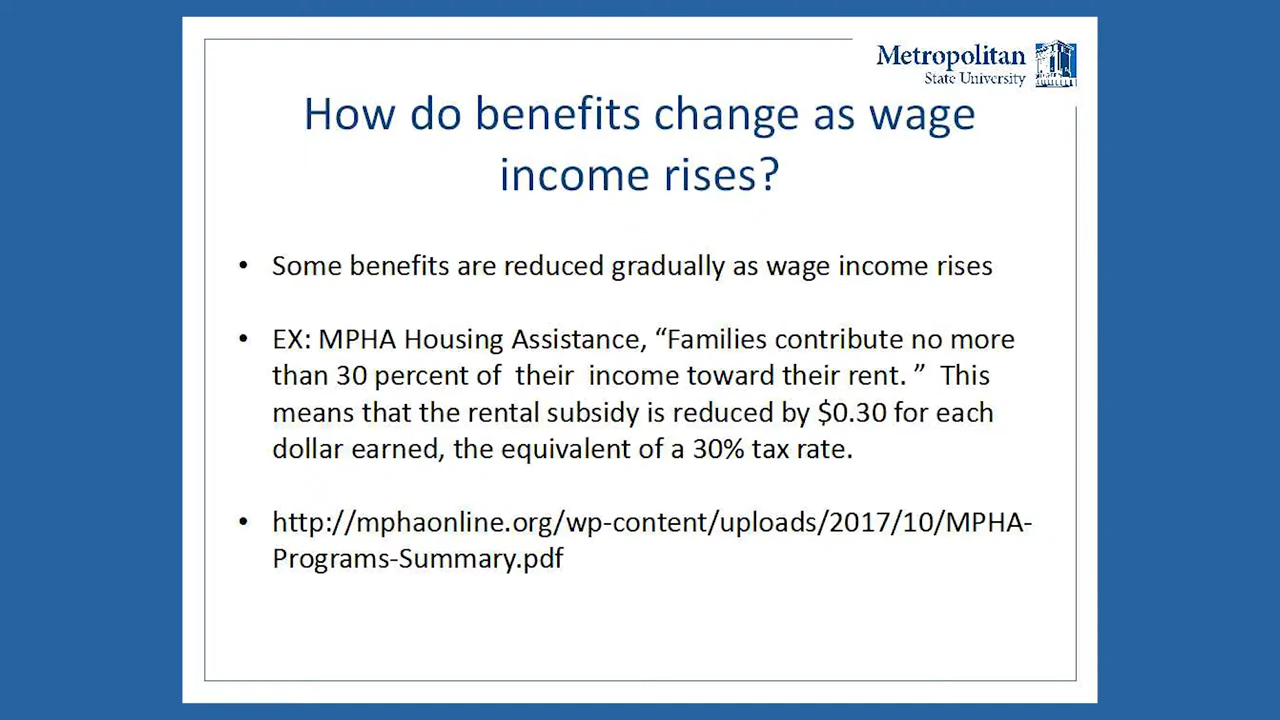 Metropolitan
State University
How do benefits change as wage
income rises?
• Some benefits are reduced gradually as wage income rises
• EX: MPHA Housing Assistance, “Families contribute no more
than 30 percent of  their  income toward their rent. ”  This
means that the rental subsidy is reduced by $0.30 for each
dollar earned, the equivalent of a 30% tax rate.
• http://mphaonline.org/wp-content/uploads/2017/10/MPHA-
Programs-Summary.pdf